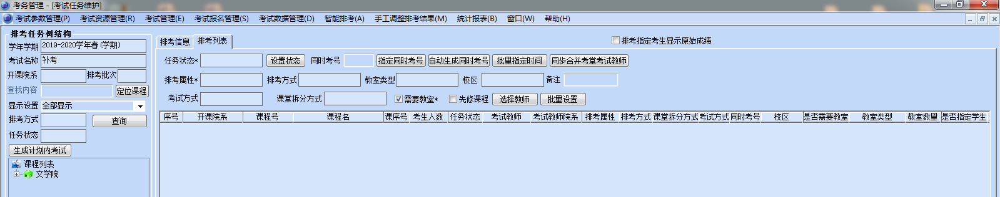 考务管理 - [考试任务维护]
考试参数管理(P) 考试资源管理(R) 考试管理(E) 考试报名管理(S) 考试数据管理(D) 智能排考(A) 手工调整排考结果(M) 统计报表(B) 窗口(W) 帮助(H)
排考任务树结构
学年学期 2019-2020学年春(学期)
考试名称 补考
开课院系 排考批次
查找内容 定位课程
显示设置 全部显示
排考方式 查询
任务状态
生成计划内考试
课程列表
文学院
排考信息 排考列表 排考指定考生显示原始成绩
任务状态* 设置状态 同时考号 指定同时考号 自动生成同时考号 批量指定时间 同步合并考堂考试教师
排考属性* 排考方式 教室类型 校区 备注
考试方式 课堂拆分方式 需要教室* 先修课程 选择教师 批量设置
序号 开课院系 课程号 课程名 课序号 考生人数 任务状态 考试教师 考试教师院系 排考属性 排考方式 课堂拆分方式 考试方式 同时考号 校区 是否需要教室 教室类型 教室数量 是否指定学生